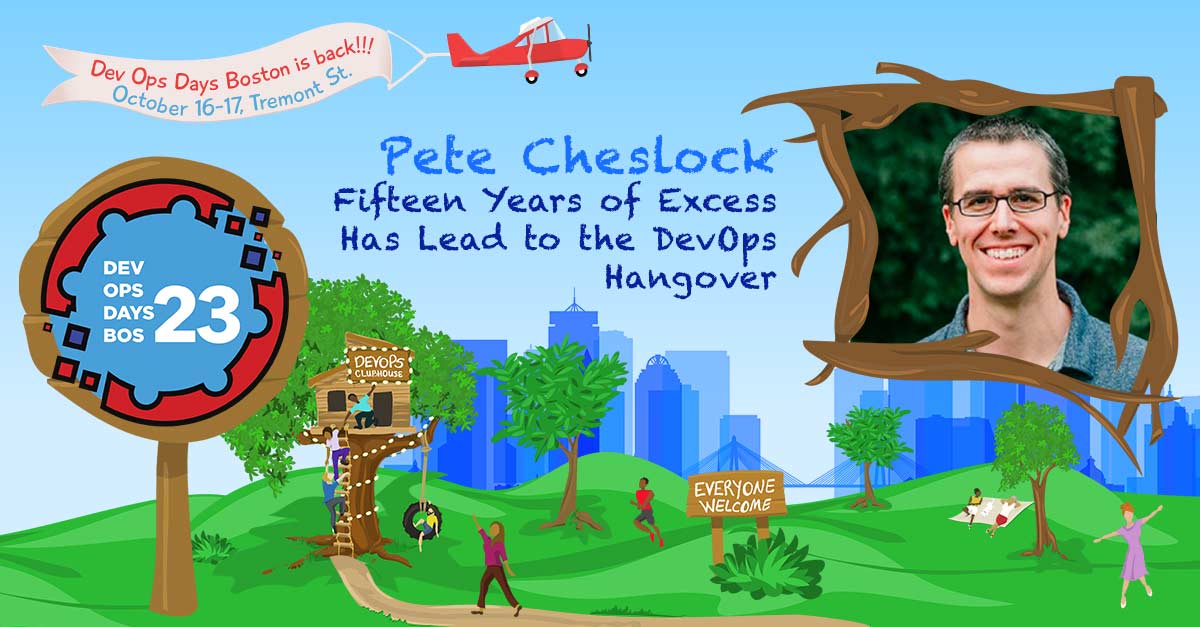 Dev Ops Days Boston is back!!!
October 16-17, Tremont St.
Pete Cheslock
Fifteen Years of Excess
Has Lead to the DevOps
Hangover
DEV
OPS
DAYS
BOS 23
DEVOPS
CLUPHOUSE
EVERYONE
WELCOME